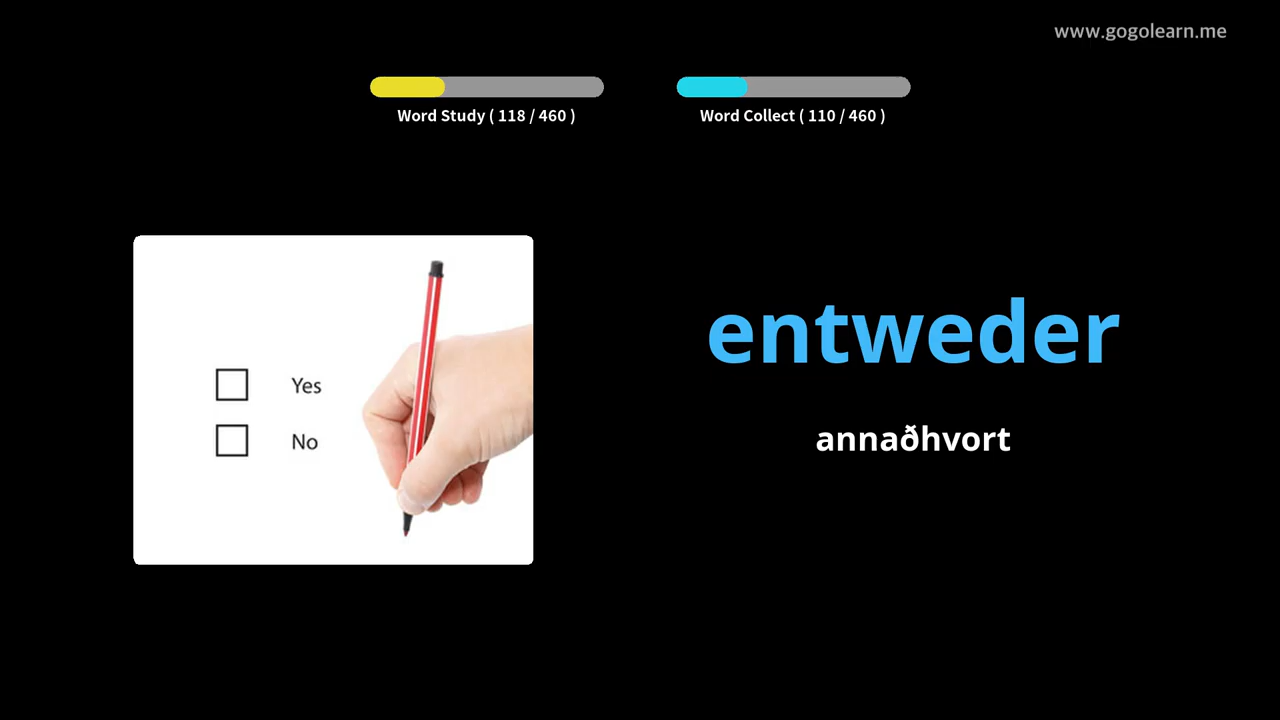 www.gogolearn.me
Word Study ( 118 / 460 )
Word Collect ( 110 / 460 )
Yes
No
entweder
annaðhvort